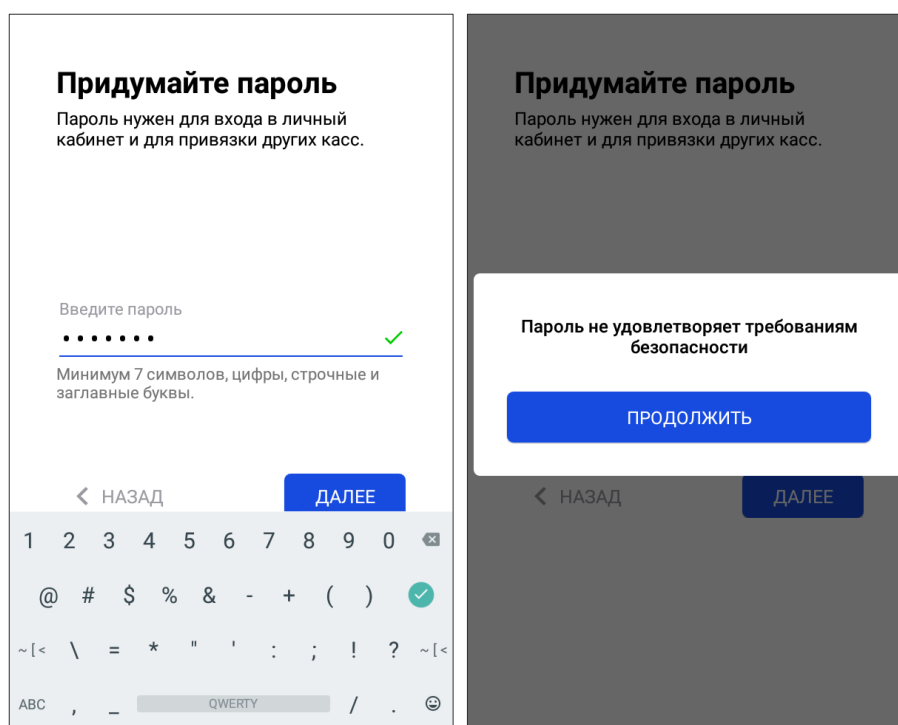 Придумайте пароль
Пароль нужен для входа в личный
кабинет и для привязки других касс.
Введите пароль
•••••••
Минимум 7 символов, цифры, строчные и
заглавные буквы.
НАЗАД
ДАЛЕЕ
1 2 3 4 5 6 7 8 9 0
@ # $ % & - + ( )
~ [ < \ = * " ' : ; ! ? ~ [ <
ABC , _ QWERTY / .
Придумайте пароль
Пароль нужен для входа в личный
кабинет и для привязки других касс.
Пароль не удовлетворяет требованиям
безопасности
ПРОДОЛЖИТЬ
НАЗАД
ДАЛЕЕ